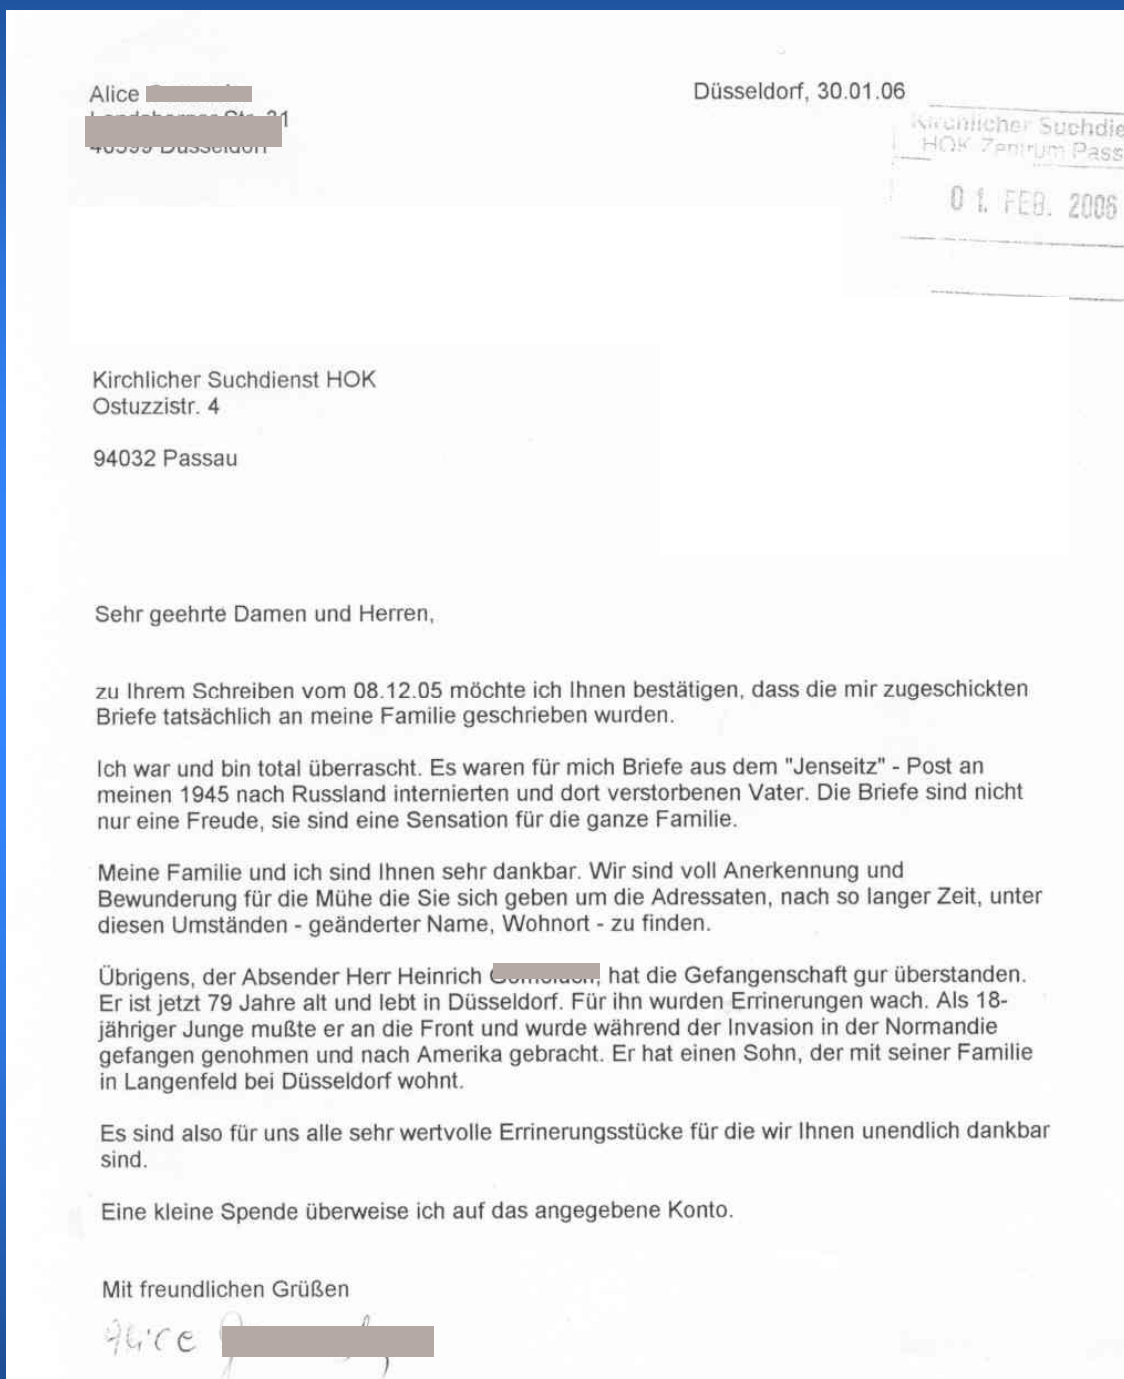 Alice
Düsseldorf, 30.01.06
Kirchlicher Suchdie
HOK Zentrum Pass
01. FEB. 2006
Kirchlicher Suchdienst HOK
Ostuzzistr. 4
94032 Passau
Sehr geehrte Damen und Herren,
zu Ihrem Schreiben vom 08.12.05 möchte ich Ihnen bestätigen, dass die mir zugeschickten
Briefe tatsächlich an meine Familie geschrieben wurden.
Ich war und bin total überrascht. Es waren für mich Briefe aus dem "Jenseitz" - Post an
meinen 1945 nach Russland internierten und dort verstorbenen Vater. Die Briefe sind nicht
nur eine Freude, sie sind eine Sensation für die ganze Familie.
Meine Familie und ich sind Ihnen sehr dankbar. Wir sind voll Anerkennung und
Bewunderung für die Mühe die Sie sich geben um die Adressaten, nach so langer Zeit, unter
diesen Umständen - geänderter Name, Wohnort - zu finden.
Übrigens, der Absender Herr Heinrich hat die Gefangenschaft gur überstanden.
Er ist jetzt 79 Jahre alt und lebt in Düsseldorf. Für ihn wurden Errinerungen wach. Als 18-
jähriger Junge mußte er an die Front und wurde während der Invasion in der Normandie
gefangen genohmen und nach Amerika gebracht. Er hat einen Sohn, der mit seiner Familie
in Langenfeld bei Düsseldorf wohnt.
Es sind also für uns alle sehr wertvolle Errinerungsstücke für die wir Ihnen unendlich dankbar
sind.
Eine kleine Spende überweise ich auf das angegebene Konto.
Mit freundlichen Grüßen
Alice